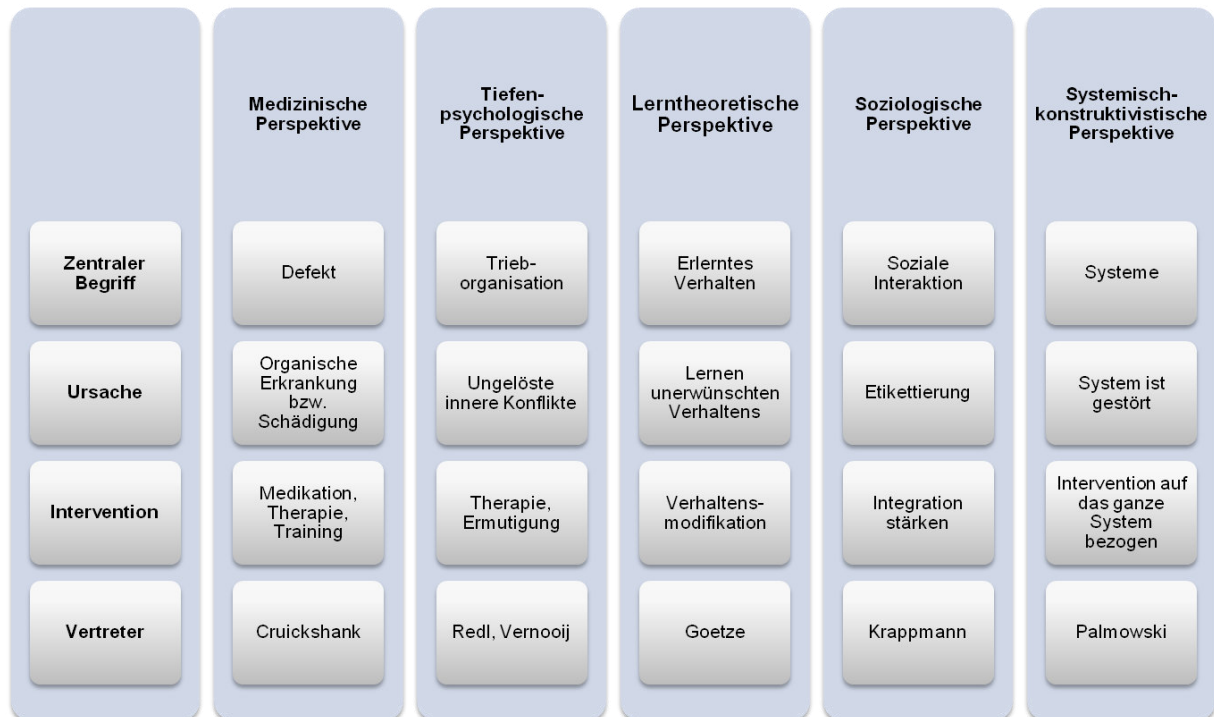 Medizinische
Perspektive
Tiefen-
psychologische
Perspektive
Lerntheoretische
Perspektive
Soziologische
Perspektive
Systemisch-
konstruktivistische
Perspektive
Zentraler
Begriff
Defekt
Trieb-
organisation
Erlerntes
Verhalten
Soziale
Interaktion
Systeme
Ursache
Organische
Erkrankung
bzw.
Schädigung
Ungelöste
innere Konflikte
Lernen
unerwünschten
Verhaltens
Etikettierung
System ist
gestört
Intervention
Medikation,
Therapie,
Training
Therapie,
Ermutigung
Verhaltens-
modifikation
Integration
stärken
Intervention auf
das ganze
System
bezogen
Vertreter
Cruickshank
Redl, Vernooij
Goetze
Krappmann
Palmowski